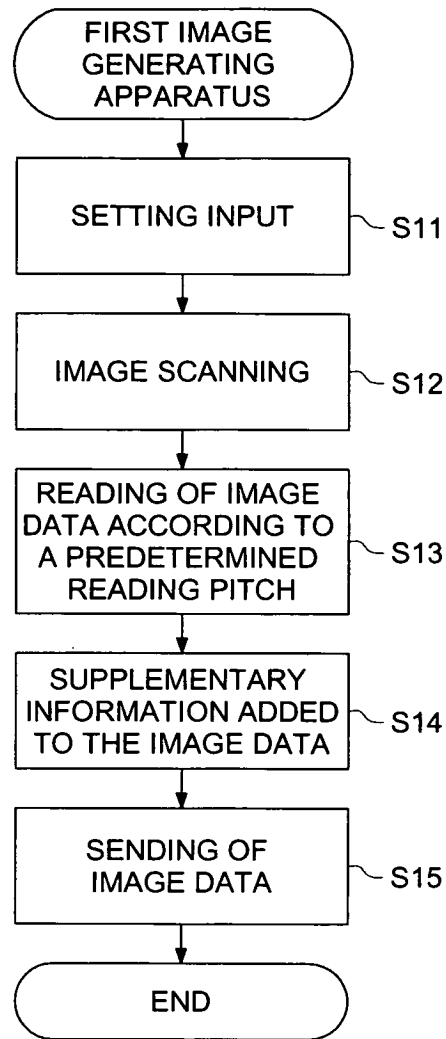 FIRST IMAGE
GENERATING
APPARATUS
SETTING INPUT
S11
IMAGE SCANNING
S12
READING OF IMAGE
DATA ACCORDING TO
A PREDETERMINED
READING PITCH
S13
SUPPLEMENTARY
INFORMATION ADDED
TO THE IMAGE DATA
S14
SENDING OF
IMAGE DATA
S15
END